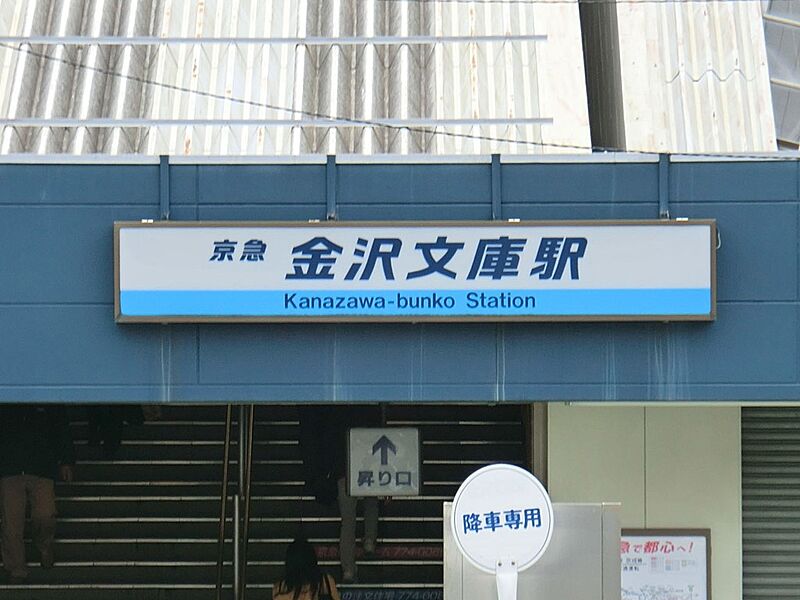 京急 金沢文庫駅
Kanazawa-bunko Station
昇り口
降車専用
急で都心へ!